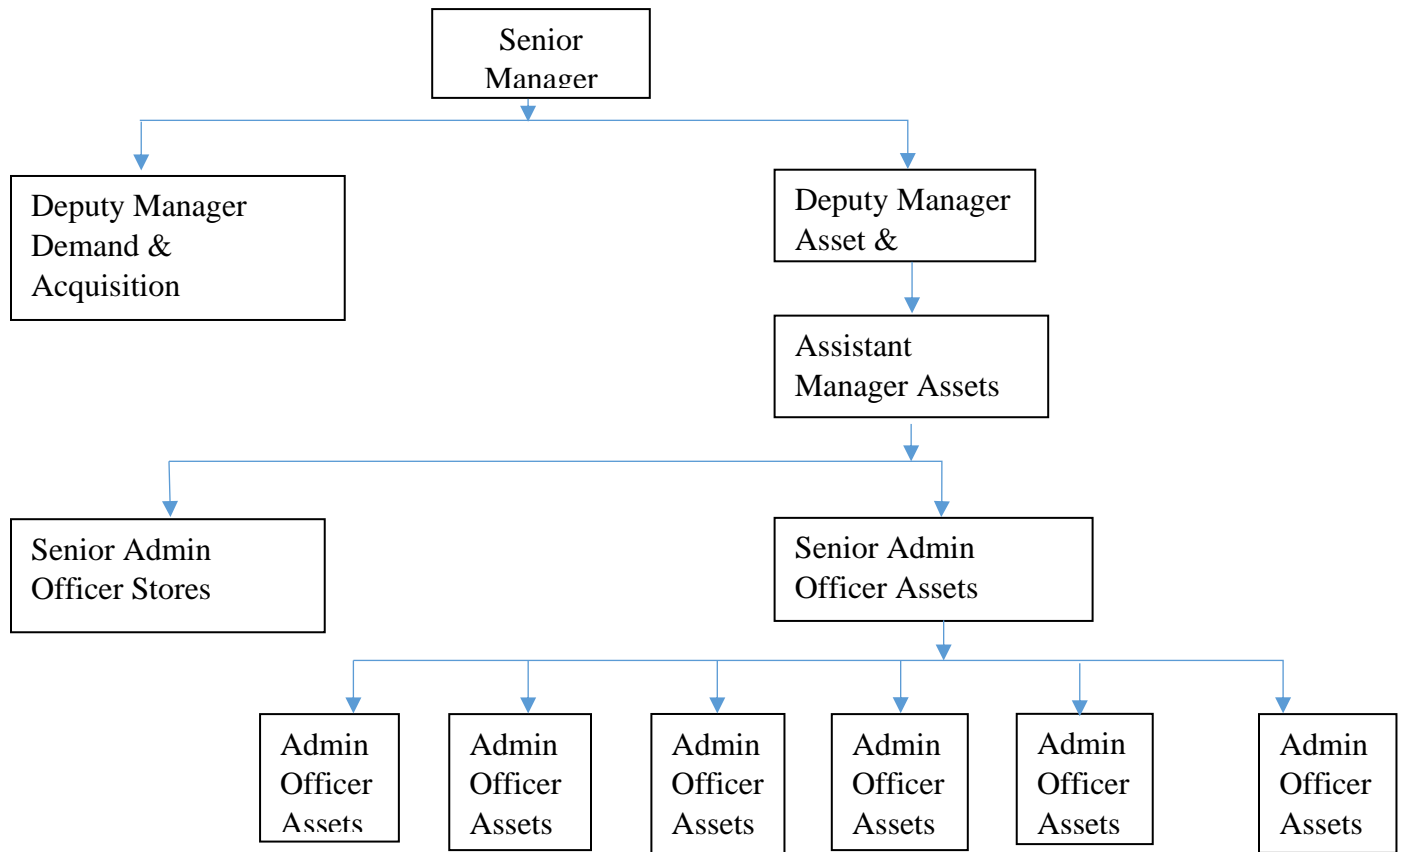 Senior
Manager
Deputy Manager
Demand &
Acquisition
Deputy Manager
Asset &
Assistant
Manager Assets
Senior Admin
Officer Stores
Senior Admin
Officer Assets
Admin
Officer
Assets
Admin
Officer
Assets
Admin
Officer
Assets
Admin
Officer
Assets
Admin
Officer
Assets
Admin
Officer
Assets